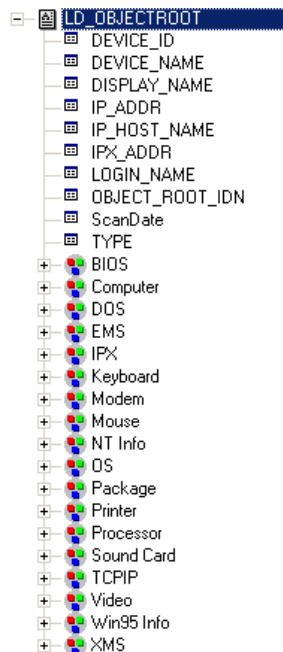 LD_OBJECTROOT
DEVICE_ID
DEVICE_NAME
DISPLAY_NAME
IP_ADDR
IP_HOST_NAME
IPX_ADDR
LOGIN_NAME
OBJECT_ROOT_IDN
ScanDate
TYPE
BIOS
Computer
DOS
EMS
IPX
Keyboard
Modem
Mouse
NT Info
OS
Package
Printer
Processor
Sound Card
TCPIP
Video
Win95 Info
XMS